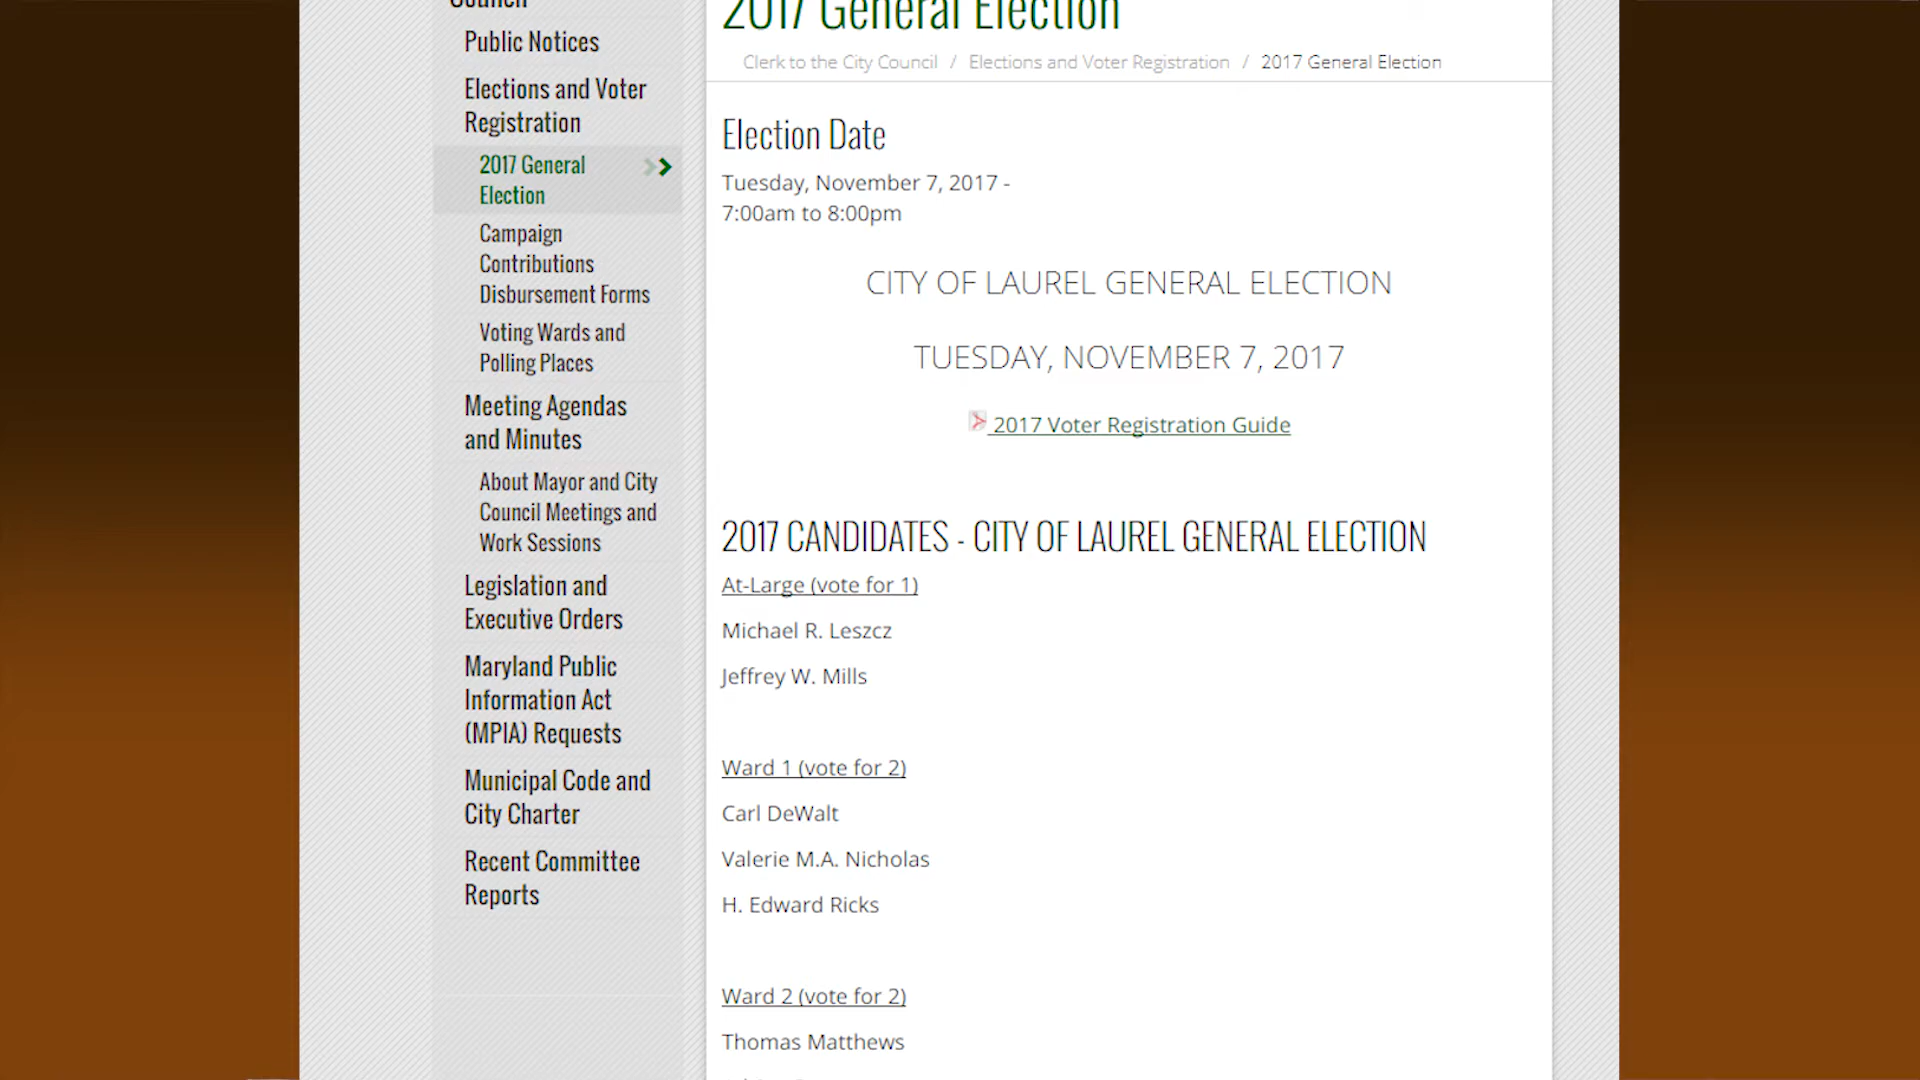 Council
Public Notices
Elections and Voter
Registration
2017 General
Election
Campaign
Contributions
Disbursement Forms
Voting Wards and
Polling Places
Meeting Agendas
and Minutes
About Mayor and City
Council Meetings and
Work Sessions
Legislation and
Executive Orders
Maryland Public
Information Act
(MPIA) Requests
Municipal Code and
City Charter
Recent Committee
Reports
2017 General Election
Clerk to the City Council / Elections and Voter Registration / 2017 General Election
Election Date
Tuesday, November 7, 2017 -
7:00am to 8:00pm
CITY OF LAUREL GENERAL ELECTION
TUESDAY, NOVEMBER 7, 2017
2017 Voter Registration Guide
2017 CANDIDATES - CITY OF LAUREL GENERAL ELECTION
At-Large (vote for 1)
Michael R. Leszcz
Jeffrey W. Mills
Ward 1 (vote for 2)
Carl DeWalt
Valerie M.A. Nicholas
H. Edward Ricks
Ward 2 (vote for 2)
Thomas Matthews